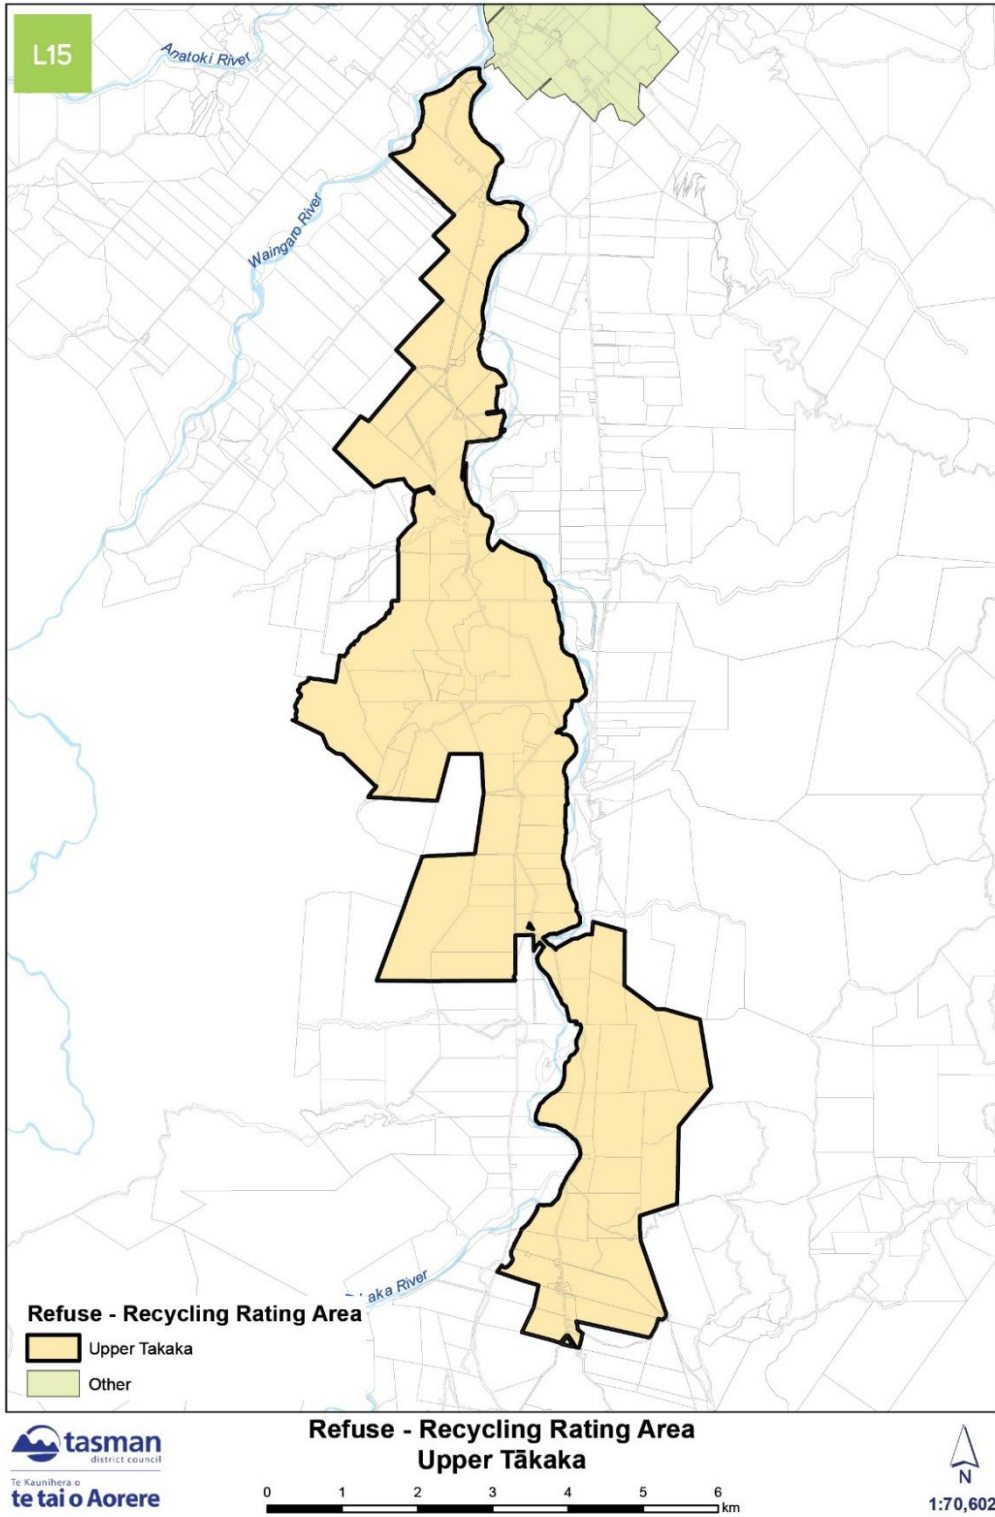 L15
Anatoki River
Waingaro River
aka River
Refuse - Recycling Rating Area
Upper Takaka
Other
tasman
district council
Te Kaunihera o
te tai o Aorere
Refuse - Recycling Rating Area
Upper Tākaka
0 1 2 3 4 5 6
km
N
1:70,602